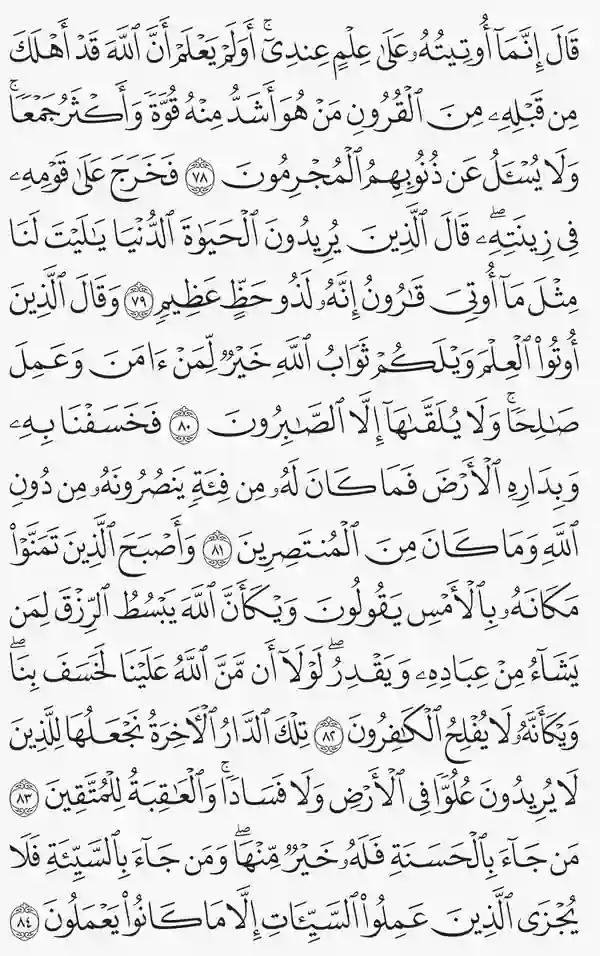 قَالَ إِنَّمَآ أُوتِيتُهُۥ عَلَىٰ عِلْمٍ عِندِىٓ ۚ أَوَلَمْ يَعْلَمْ أَنَّ ٱللَّهَ قَدْ أَهْلَكَ
مِن قَبْلِهِۦ مِنَ ٱلْقُرُونِ مَنْ هُوَ أَشَدُّ مِنْهُ قُوَّةً وَأَكْثَرُ جَمْعًا ۚ
وَلَا يُسْـَٔلُ عَن ذُنُوبِهِمُ ٱلْمُجْرِمُونَ ٧٨ فَخَرَجَ عَلَىٰ قَوْمِهِۦ
فِى زِينَتِهِۦ ۖ قَالَ ٱلَّذِينَ يُرِيدُونَ ٱلْحَيَوٰةَ ٱلدُّنْيَا يَـٰلَيْتَ لَنَا
مِثْلَ مَآ أُوتِىَ قَـٰرُونُ إِنَّهُۥ لَذُو حَظٍّ عَظِيمٍ ٧٩ وَقَالَ ٱلَّذِينَ
أُوتُوا۟ ٱلْعِلْمَ وَيْلَكُمْ ثَوَابُ ٱللَّهِ خَيْرٌ لِّمَنْ ءَامَنَ وَعَمِلَ
صَـٰلِحًا ۚ وَلَا يُلَقَّىٰهَآ إِلَّا ٱلصَّـٰبِرُونَ ٨٠ فَخَسَفْنَا بِهِۦ
وَبِدَارِهِ ٱلْأَرْضَ فَمَا كَانَ لَهُۥ مِن فِئَةٍ يَنصُرُونَهُۥ مِن دُونِ
ٱللَّهِ وَمَا كَانَ مِنَ ٱلْمُنتَصِرِينَ ٨١ وَأَصْبَحَ ٱلَّذِينَ تَمَنَّوْا۟
مَكَانَهُۥ بِٱلْأَمْسِ يَقُولُونَ وَيْكَأَنَّ ٱللَّهَ يَبْسُطُ ٱلرِّزْقَ لِمَن
يَشَآءُ مِنْ عِبَادِهِۦ وَيَقْدِرُ ۖ لَوْلَآ أَن مَّنَّ ٱللَّهُ عَلَيْنَا لَخَسَفَ بِنَا ۖ
وَيْكَأَنَّهُۥ لَا يُفْلِحُ ٱلْكَـٰفِرُونَ ٨٢ تِلْكَ ٱلدَّارُ ٱلْـَٔاخِرَةُ نَجْعَلُهَا لِلَّذِينَ
لَا يُرِيدُونَ عُلُوًّا فِى ٱلْأَرْضِ وَلَا فَسَادًا ۚ وَٱلْعَـٰقِبَةُ لِلْمُتَّقِينَ ٨٣
مَن جَآءَ بِٱلْحَسَنَةِ فَلَهُۥ خَيْرٌ مِّنْهَا ۖ وَمَن جَآءَ بِٱلسَّيِّئَةِ فَلَا
يُجْزَى ٱلَّذِينَ عَمِلُوا۟ ٱلسَّيِّـَٔاتِ إِلَّا مَا كَانُوا۟ يَعْمَلُونَ ٨٤